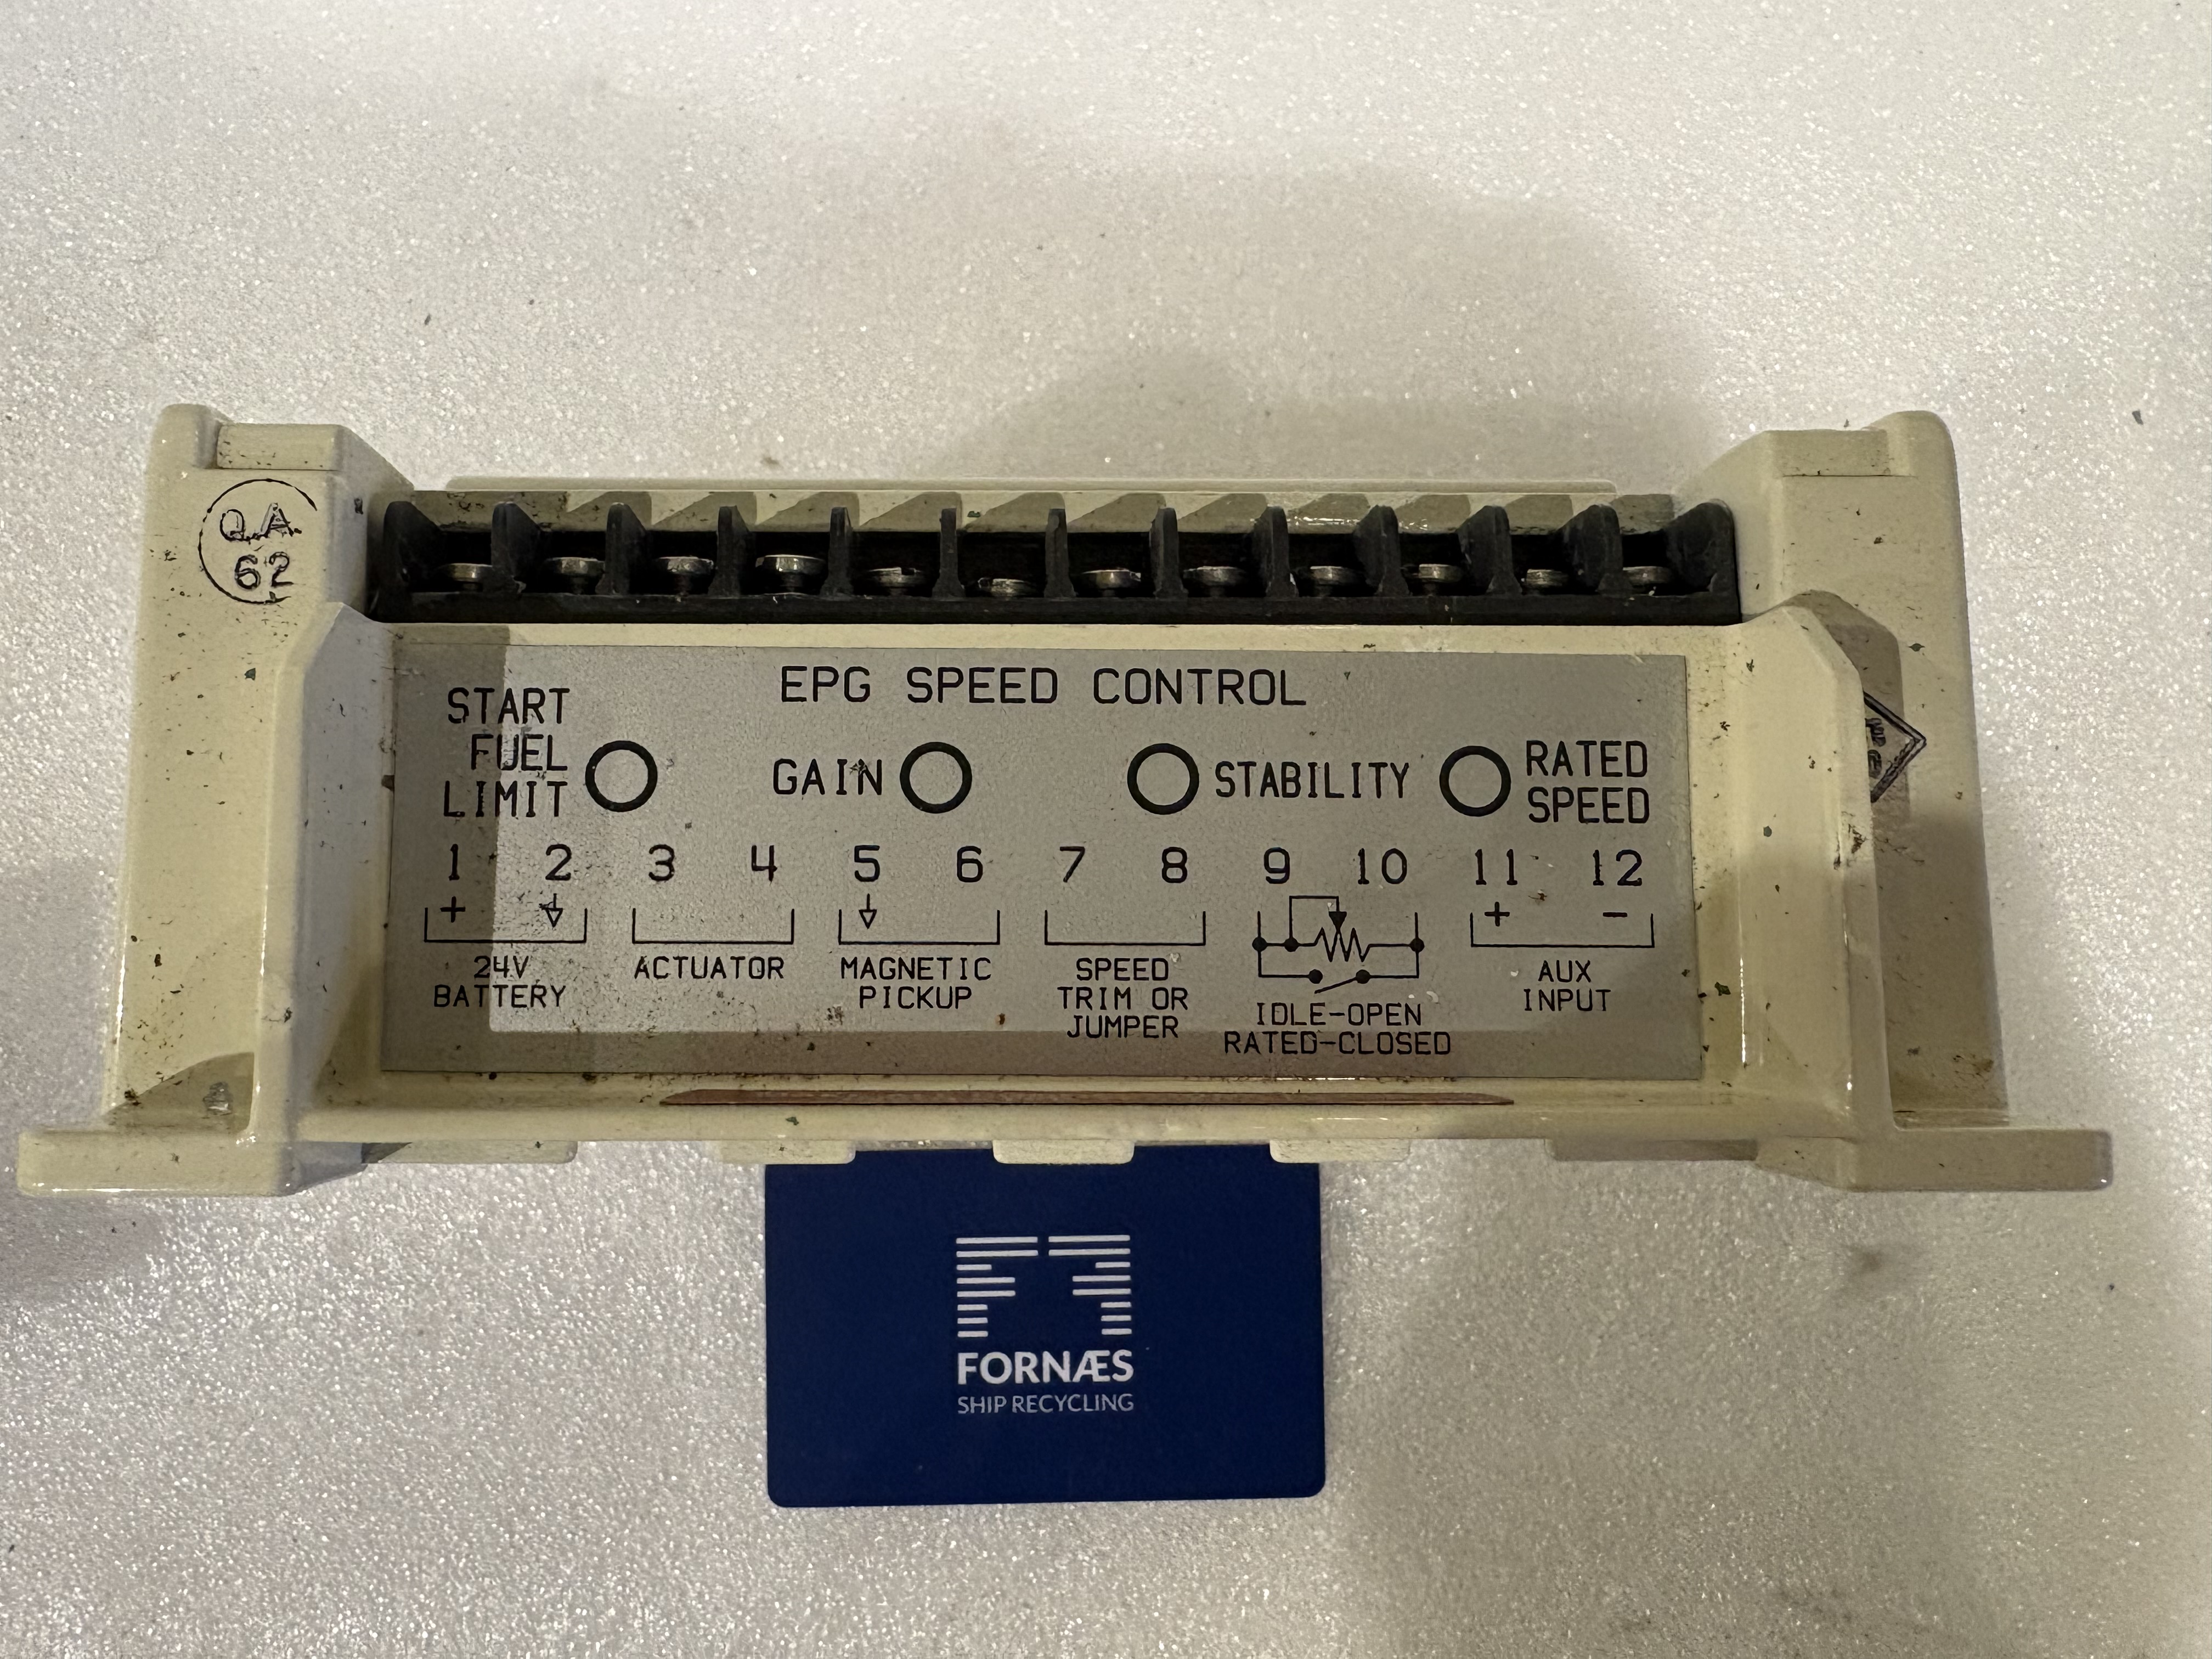 Q.A.
62
EPG SPEED CONTROL
START
FUEL
LIMIT
GAIN
STABILITY
RATED
SPEED
1 2 3 4 5 6 7 8 9 10 11 12
+ + −
24V
BATTERY
ACTUATOR
MAGNETIC
PICKUP
SPEED
TRIM OR
JUMPER
IDLE-OPEN
RATED-CLOSED
AUX
INPUT
FORNÆS
SHIP RECYCLING